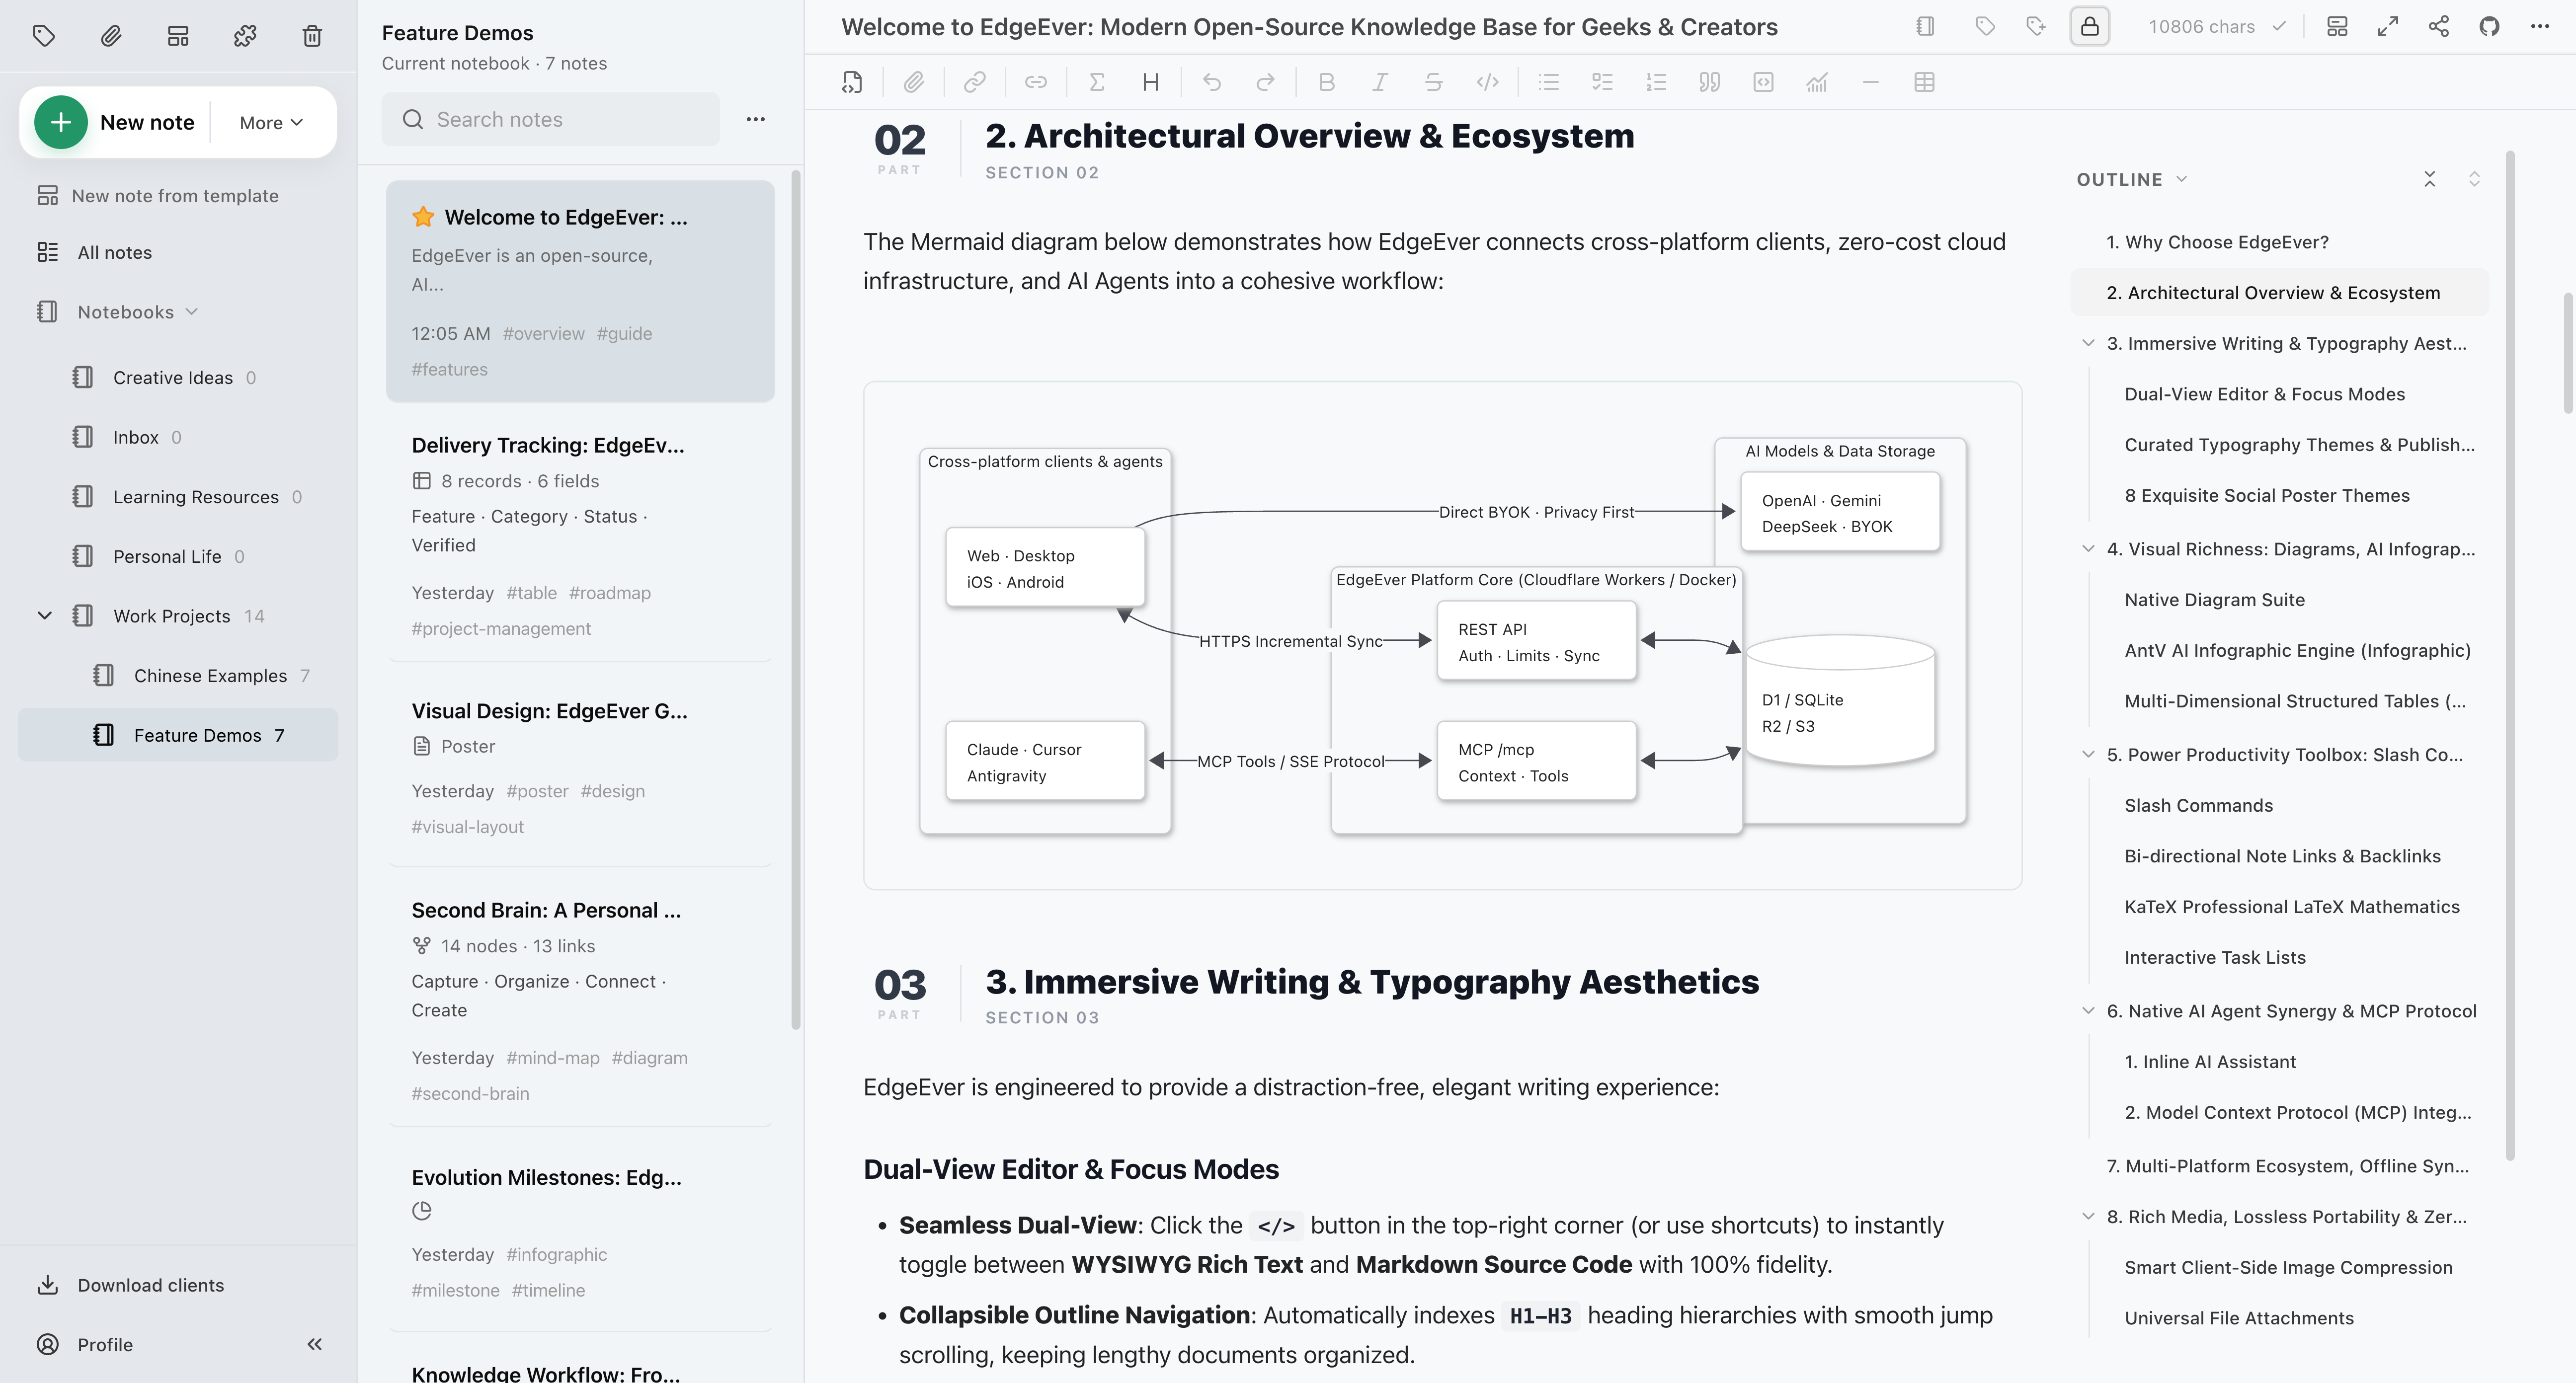 New note
More
New note from template
All notes
Notebooks
Creative Ideas 0
Inbox 0
Learning Resources 0
Personal Life 0
Work Projects 14
Chinese Examples 7
Feature Demos 7
Download clients
Profile
Feature Demos
Current notebook · 7 notes
Search notes
Welcome to EdgeEver: ...
EdgeEver is an open-source,
AI...
12:05 AM #overview #guide
#features
Delivery Tracking: EdgeEv...
8 records · 6 fields
Feature · Category · Status ·
Verified
Yesterday #table #roadmap
#project-management
Visual Design: EdgeEver G...
Poster
Yesterday #poster #design
#visual-layout
Second Brain: A Personal ...
14 nodes · 13 links
Capture · Organize · Connect ·
Create
Yesterday #mind-map #diagram
#second-brain
Evolution Milestones: Edg...
Yesterday #infographic
#milestone #timeline
Knowledge Workflow: Fro...
Welcome to EdgeEver: Modern Open-Source Knowledge Base for Geeks & Creators
10806 chars
02
PART
2. Architectural Overview & Ecosystem
SECTION 02
The Mermaid diagram below demonstrates how EdgeEver connects cross-platform clients, zero-cost cloud
infrastructure, and AI Agents into a cohesive workflow:
Cross-platform clients & agents
Web · Desktop
iOS · Android
Claude · Cursor
Antigravity
Direct BYOK · Privacy First
HTTPS Incremental Sync
MCP Tools / SSE Protocol
EdgeEver Platform Core (Cloudflare Workers / Docker)
REST API
Auth · Limits · Sync
MCP /mcp
Context · Tools
AI Models & Data Storage
OpenAI · Gemini
DeepSeek · BYOK
D1 / SQLite
R2 / S3
03
PART
3. Immersive Writing & Typography Aesthetics
SECTION 03
EdgeEver is engineered to provide a distraction-free, elegant writing experience:
Dual-View Editor & Focus Modes
• Seamless Dual-View: Click the </> button in the top-right corner (or use shortcuts) to instantly
toggle between WYSIWYG Rich Text and Markdown Source Code with 100% fidelity.
• Collapsible Outline Navigation: Automatically indexes H1–H3 heading hierarchies with smooth jump
scrolling, keeping lengthy documents organized.
OUTLINE
1. Why Choose EdgeEver?
2. Architectural Overview & Ecosystem
3. Immersive Writing & Typography Aest...
Dual-View Editor & Focus Modes
Curated Typography Themes & Publish...
8 Exquisite Social Poster Themes
4. Visual Richness: Diagrams, AI Infograp...
Native Diagram Suite
AntV AI Infographic Engine (Infographic)
Multi-Dimensional Structured Tables (...
5. Power Productivity Toolbox: Slash Co...
Slash Commands
Bi-directional Note Links & Backlinks
KaTeX Professional LaTeX Mathematics
Interactive Task Lists
6. Native AI Agent Synergy & MCP Protocol
1. Inline AI Assistant
2. Model Context Protocol (MCP) Integ...
7. Multi-Platform Ecosystem, Offline Syn...
8. Rich Media, Lossless Portability & Zer...
Smart Client-Side Image Compression
Universal File Attachments